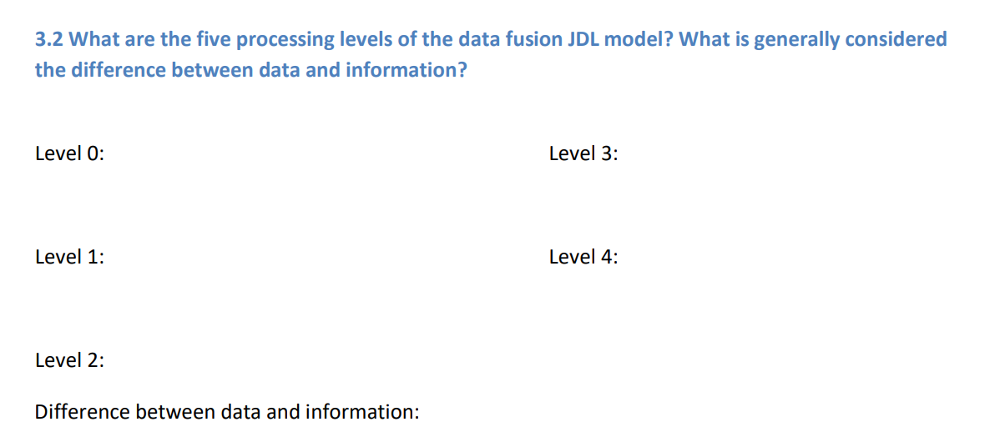 3.2 What are the five processing levels of the data fusion JDL model? What is generally considered
the difference between data and information?
Level 0:
Level 3:
Level 1:
Level 4:
Level 2:
Difference between data and information: